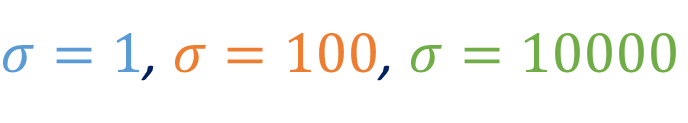 σ = 1, σ = 100, σ = 10000